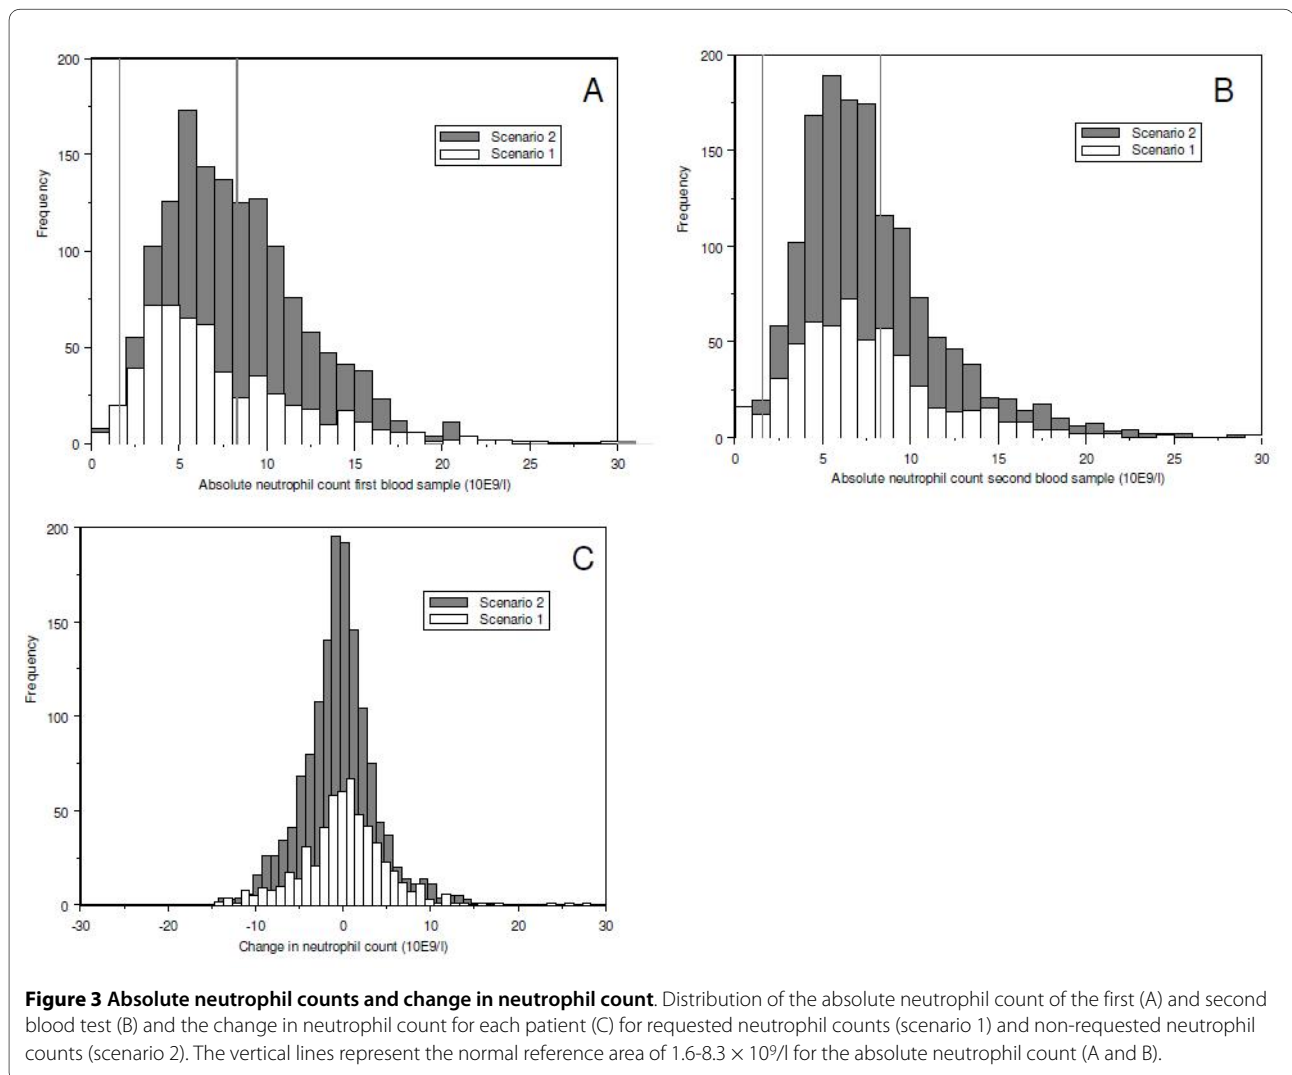 200
150
100
50
0
Frequency
A
Scenario 2
Scenario 1
0 5 10 15 20 25 30
Absolute neutrophil count first blood sample (10E9/l)
200
150
100
50
0
Frequency
B
Scenario 2
Scenario 1
0 5 10 15 20 25 30
Absolute neutrophil count second blood sample (10E9/l)
200
150
100
50
0
Frequency
C
Scenario 2
Scenario 1
-30 -20 -10 0 10 20 30
Change in neutrophil count (10E9/l)
Figure 3 Absolute neutrophil counts and change in neutrophil count. Distribution of the absolute neutrophil count of the first (A) and second
blood test (B) and the change in neutrophil count for each patient (C) for requested neutrophil counts (scenario 1) and non-requested neutrophil
counts (scenario 2). The vertical lines represent the normal reference area of 1.6-8.3 × 10⁹/l for the absolute neutrophil count (A and B).